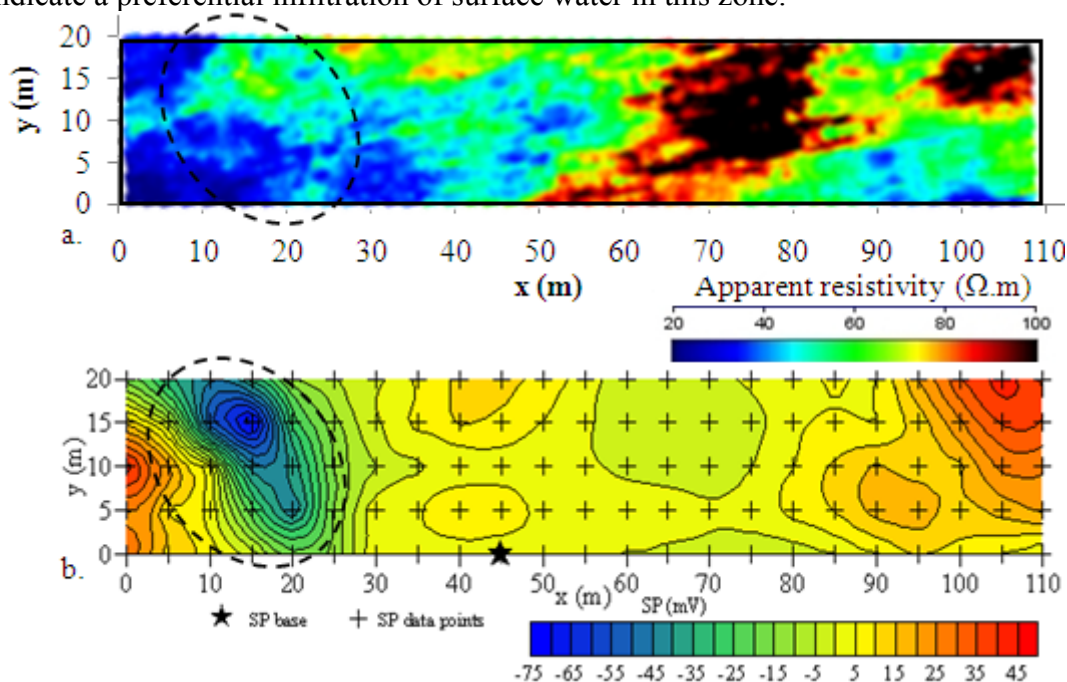 ndicate a preferential infiltration of surface water in this zone.
20
15
10
5
0
y (m)
a.
0 10 20 30 40 50 60 70 80 90 100 110
x (m)
Apparent resistivity (Ω.m)
20 40 60 80 100
20
15
10
5
0
y (m)
b.
0 10 20 30 40 50 60 70 80 90 100 110
x (m)
SP (mV)
★ SP base + SP data points
-75 -65 -55 -45 -35 -25 -15 -5 5 15 25 35 45